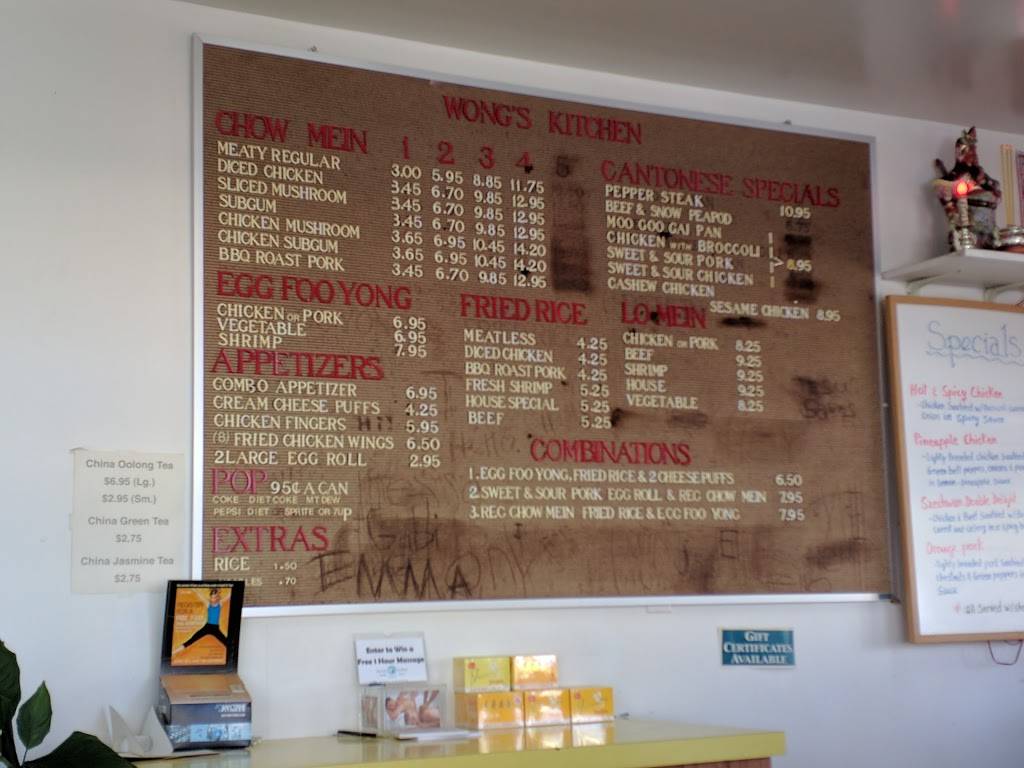 WONG'S KITCHEN
CHOW MEIN 1 2 3 4 5
MEATY REGULAR 3.00 5.95 8.85 11.75
DICED CHICKEN 3.45 6.70 9.85 12.95
SLICED MUSHROOM 3.45 6.70 9.85 12.95
SUBGUM 3.45 6.70 9.85 12.95
CHICKEN MUSHROOM 3.65 6.95 10.45 14.20
CHICKEN SUBGUM 3.65 6.95 10.45 14.20
BBQ ROAST PORK 3.45 6.70 9.85 12.95
CANTONESE SPECIALS
PEPPER STEAK 10.95
BEEF & SNOW PEAPOD
MOO GOO GAI PAN
CHICKEN WITH BROCCOLI
SWEET & SOUR PORK 8.95
SWEET & SOUR CHICKEN
CASHEW CHICKEN
SESAME CHICKEN 8.95
EGG FOO YONG
CHICKEN OR PORK 6.95
VEGETABLE 6.95
SHRIMP 7.95
FRIED RICE
MEATLESS 4.25
DICED CHICKEN 4.25
BBQ ROAST PORK 4.25
FRESH SHRIMP 5.25
HOUSE SPECIAL 5.25
BEEF 5.25
LO MEIN
CHICKEN OR PORK 8.25
BEEF 9.25
SHRIMP 9.25
HOUSE 9.25
VEGETABLE 8.25
APPETIZERS
COMBO APPETIZER 6.95
CREAM CHEESE PUFFS 4.25
CHICKEN FINGERS 5.95
(8) FRIED CHICKEN WINGS 6.50
2 LARGE EGG ROLL 2.95
COMBINATIONS
1. EGG FOO YONG, FRIED RICE & 2 CHEESE PUFFS 6.50
2. SWEET & SOUR PORK EGG ROLL & REG CHOW MEIN 7.95
3. REG CHOW MEIN FRIED RICE & EGG FOO YONG 7.95
POP 95¢ A CAN
COKE DIET COKE MT DEW
PEPSI DIET SPRITE OR 7UP
EXTRAS
RICE 1.50
.70
EMMA
China Oolong Tea
$6.95 (Lg.)
$2.95 (Sm.)
China Green Tea
$2.75
China Jasmine Tea
$2.75
Enter to Win a
Free 1 Hour Massage
GIFT
CERTIFICATES
AVAILABLE
Specials
Hot & Spicy Chicken
Pineapple Chicken
Sandwan Double Delight
Orange pork